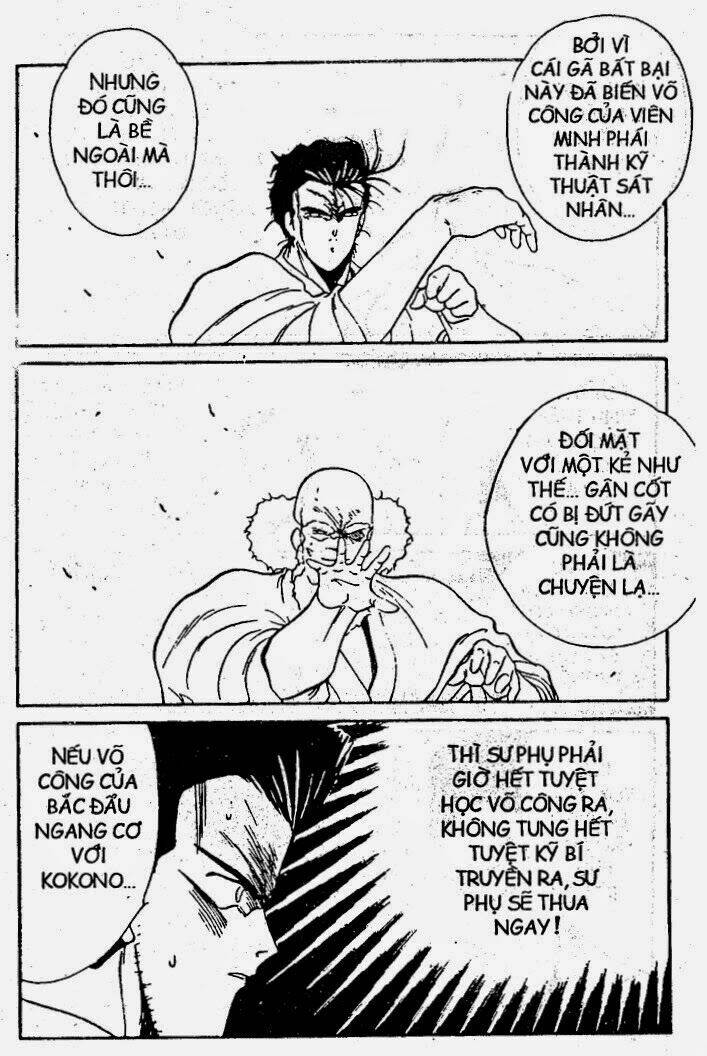 NHƯNG
ĐÓ CŨNG
LÀ BỀ
NGOÀI MÀ
THÔI...
BỞI VÌ
CÁI GÃ BẤT BẠI
NÀY ĐÃ BIẾN VÕ
CÔNG CỦA VIÊN
MINH PHÁI
THÀNH KỸ
THUẬT SÁT
NHÂN...
ĐỐI MẶT
VỚI MỘT KẺ NHƯ
THẾ... GÂN CỐT
CÓ BỊ ĐỨT GÃY
CŨNG KHÔNG
PHẢI LÀ
CHUYỆN LẠ...
NẾU VÕ
CÔNG CỦA
BẮC ĐẨU
NGANG CƠ
VỚI
KOKONO...
THÌ SƯ PHỤ PHẢI
GIỜ HẾT TUYỆT
HỌC VÕ CÔNG RA,
KHÔNG TUNG HẾT
TUYỆT KỸ BÍ
TRUYỀN RA, SƯ
PHỤ SẼ THUA
NGAY!